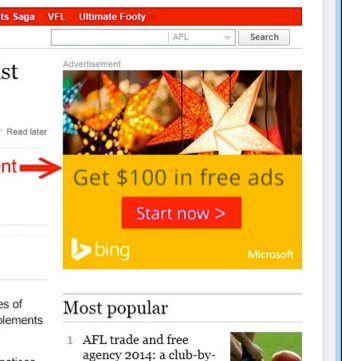 ts Saga VFL Ultimate Footy
AFL Search
st
Advertisement
Read later
nt
Get $100 in free ads
Start now >
bing
Microsoft
es of
plements
Most popular
1 AFL trade and free
agency 2014: a club-by-